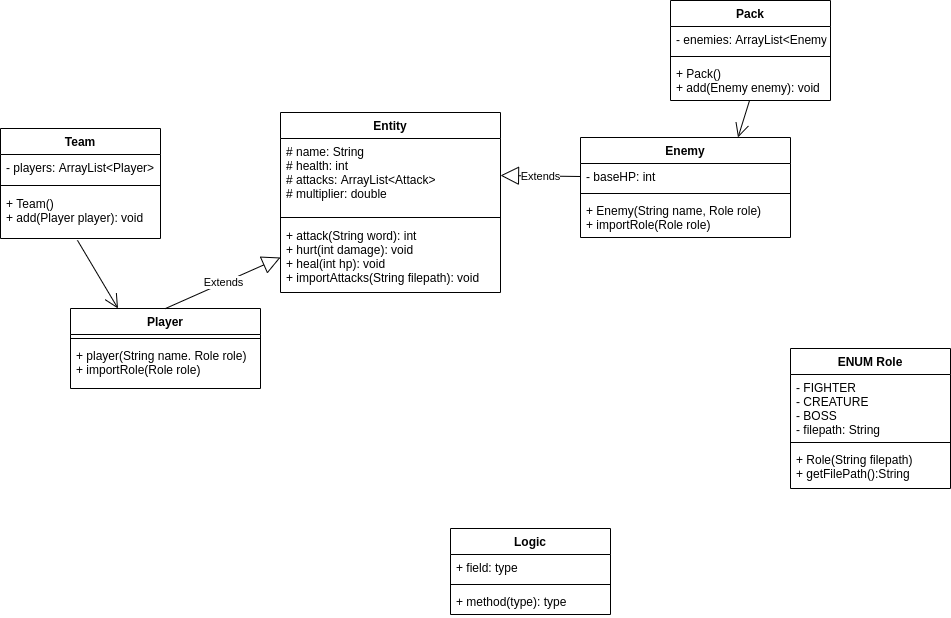 Pack
- enemies: ArrayList<Enemy
+ Pack()
+ add(Enemy enemy): void
Team
- players: ArrayList<Player>
+ Team()
+ add(Player player): void
Entity
# name: String
# health: int
# attacks: ArrayList<Attack>
# multiplier: double
+ attack(String word): int
+ hurt(int damage): void
+ heal(int hp): void
+ importAttacks(String filepath): void
Extends
Enemy
- baseHP: int
+ Enemy(String name, Role role)
+ importRole(Role role)
Extends
Player
+ player(String name. Role role)
+ importRole(Role role)
ENUM Role
- FIGHTER
- CREATURE
- BOSS
- filepath: String
+ Role(String filepath)
+ getFilePath():String
Logic
+ field: type
+ method(type): type